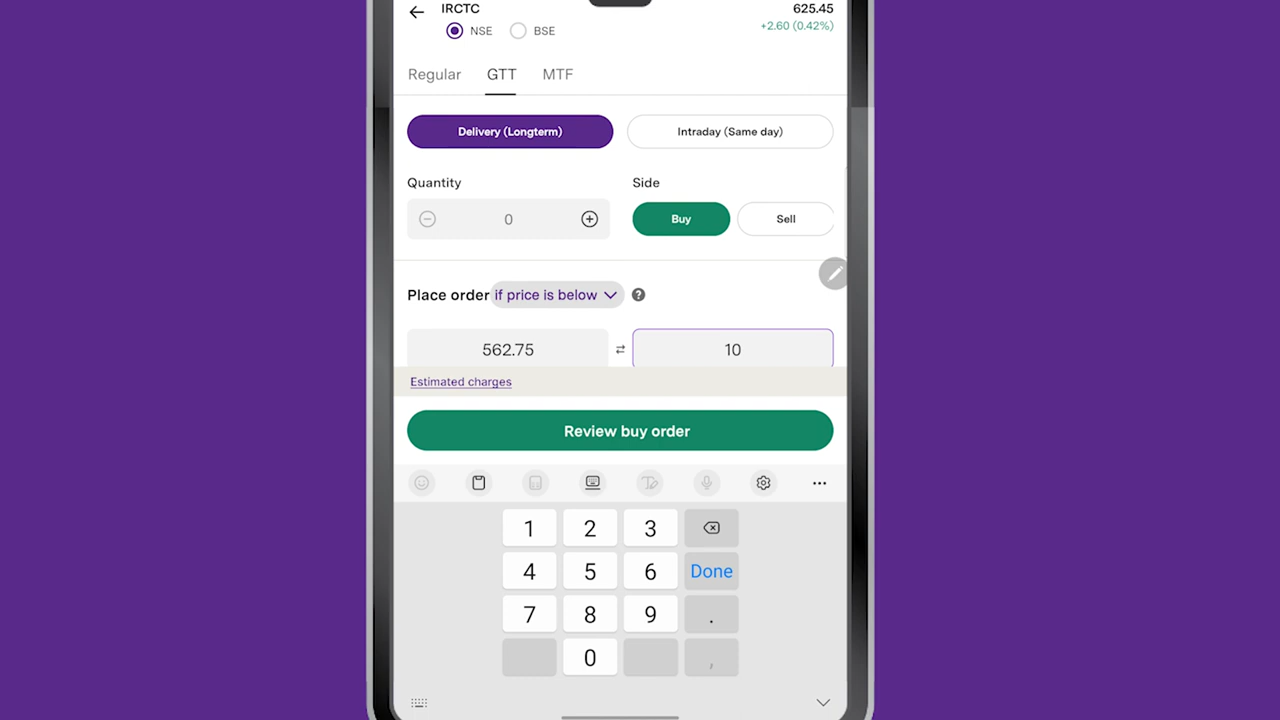 IRCTC 625.45
NSE BSE +2.60 (0.42%)
Regular GTT MTF
Delivery (Longterm) Intraday (Same day)
Quantity Side
0 Buy Sell
Place order if price is below ?
562.75 10
Estimated charges
Review buy order
1 2 3
4 5 6 Done
7 8 9 .
0 ,